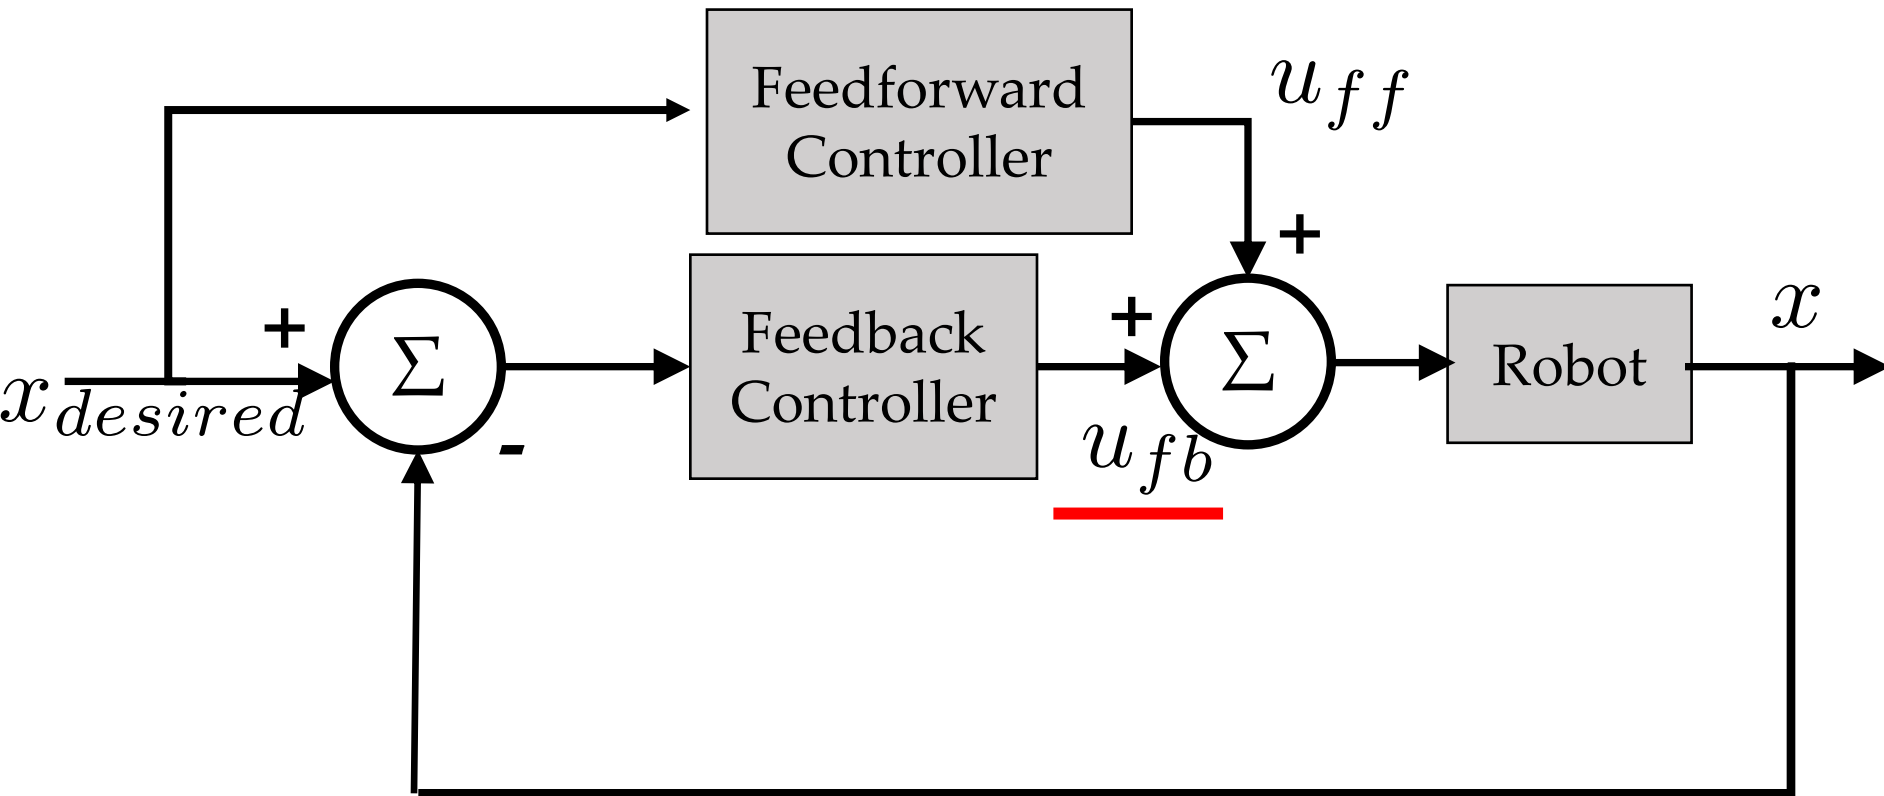 Feedforward
Controller
u_{ff}
+
+
Σ
-
Feedback
Controller
+
u_{fb}
Σ
Robot
x
x_{desired}